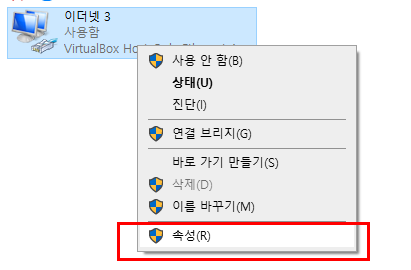 이더넷 3
사용함
VirtualBox
사용 안 함(B)
상태(U)
진단(I)
연결 브리지(G)
바로 가기 만들기(S)
삭제(D)
이름 바꾸기(M)
속성(R)